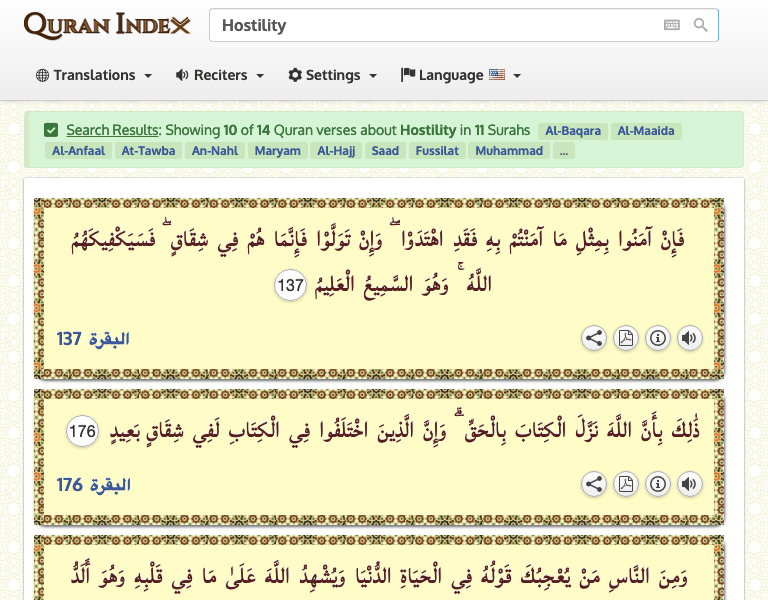 QURAN INDEX
Hostility
Translations Reciters Settings Language
Search Results: Showing 10 of 14 Quran verses about Hostility in 11 Surahs Al-Baqara Al-Maaida
Al-Anfaal At-Tawba An-Nahl Maryam Al-Hajj Saad Fussilat Muhammad ...
فَإِنْ آمَنُوا بِمِثْلِ مَا آمَنْتُمْ بِهِ فَقَدِ اهْتَدَوْا ۖ وَإِنْ تَوَلَّوْا فَإِنَّمَا هُمْ فِي شِقَاقٍ ۖ فَسَيَكْفِيكَهُمُ
اللَّهُ ۚ وَهُوَ السَّمِيعُ الْعَلِيمُ 137
البقرة 137
ذَٰلِكَ بِأَنَّ اللَّهَ نَزَّلَ الْكِتَابَ بِالْحَقِّ ۗ وَإِنَّ الَّذِينَ اخْتَلَفُوا فِي الْكِتَابِ لَفِي شِقَاقٍ بَعِيدٍ 176
البقرة 176
وَمِنَ النَّاسِ مَنْ يُعْجِبُكَ قَوْلُهُ فِي الْحَيَاةِ الدُّنْيَا وَيُشْهِدُ اللَّهَ عَلَىٰ مَا فِي قَلْبِهِ وَهُوَ أَلَدُّ